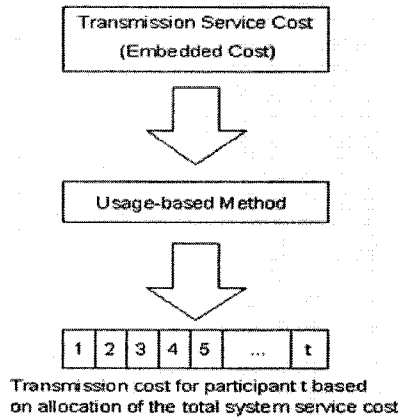 Transmission Service Cost
(Embedded Cost)
Usage-based Method
1 2 3 4 5 ... t
Transmission cost for participant t based
on allocation of the total system service cost